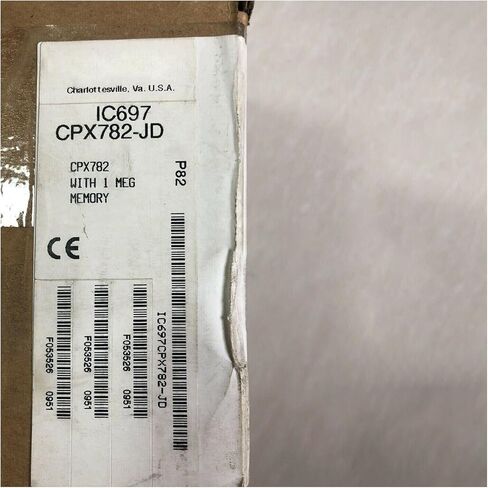 Charlottesville, Va. U.S.A.
IC697
CPX782-JD
CPX782
WITH 1 MEG
MEMORY
P82
CE
IC697CPX782-JD
F053526 0951
F053526 0951
F053526 0951